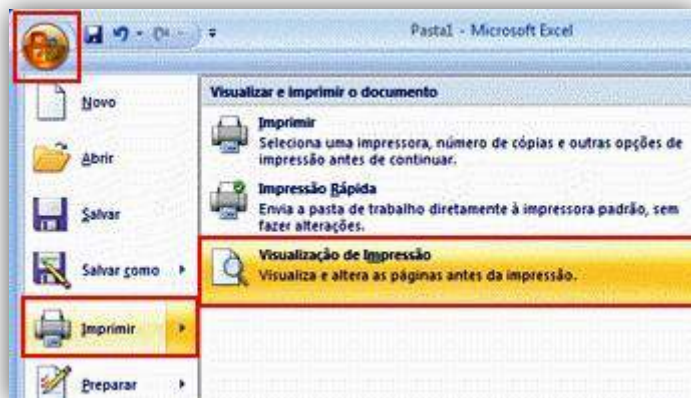 Pasta1 - Microsoft Excel
Novo
Abrir
Salvar
Salvar como
Imprimir
Preparar
Visualizar e imprimir o documento
Imprimir
Seleciona uma impressora, número de cópias e outras opções de
impressão antes de continuar.
Impressão Rápida
Envia a pasta de trabalho diretamente à impressora padrão, sem
fazer alterações.
Visualização de Impressão
Visualiza e altera as páginas antes da impressão.